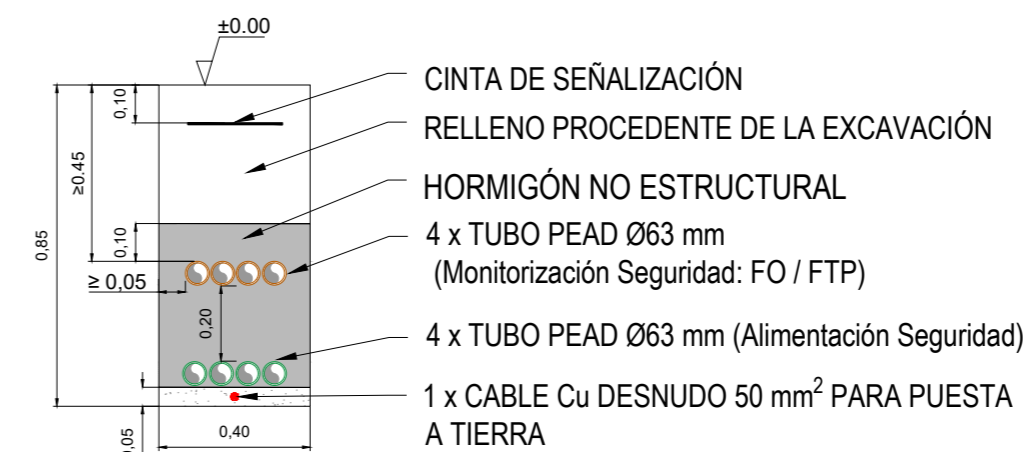 ±0.00
CINTA DE SEÑALIZACIÓN
0,10
RELLENO PROCEDENTE DE LA EXCAVACIÓN
≥0.45
HORMIGÓN NO ESTRUCTURAL
0,85
0,10
4 x TUBO PEAD Ø63 mm
(Monitorización Seguridad: FO / FTP)
≥ 0,05
0,20
4 x TUBO PEAD Ø63 mm (Alimentación Seguridad)
1 x CABLE Cu DESNUDO 50 mm² PARA PUESTA
A TIERRA
0,05
0,40